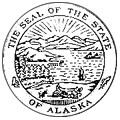 THE SEAL OF THE STATE
OF ALASKA